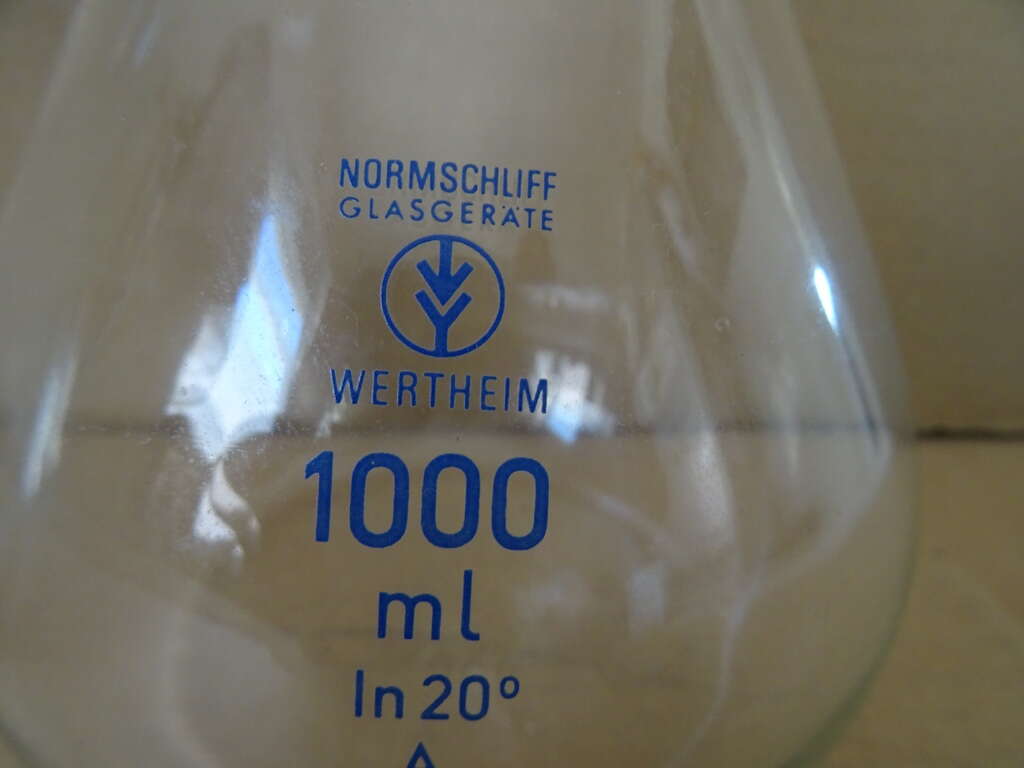 NORMSCHLIFF
GLASGERÄTE
WERTHEIM
1000
ml
In 20°
A